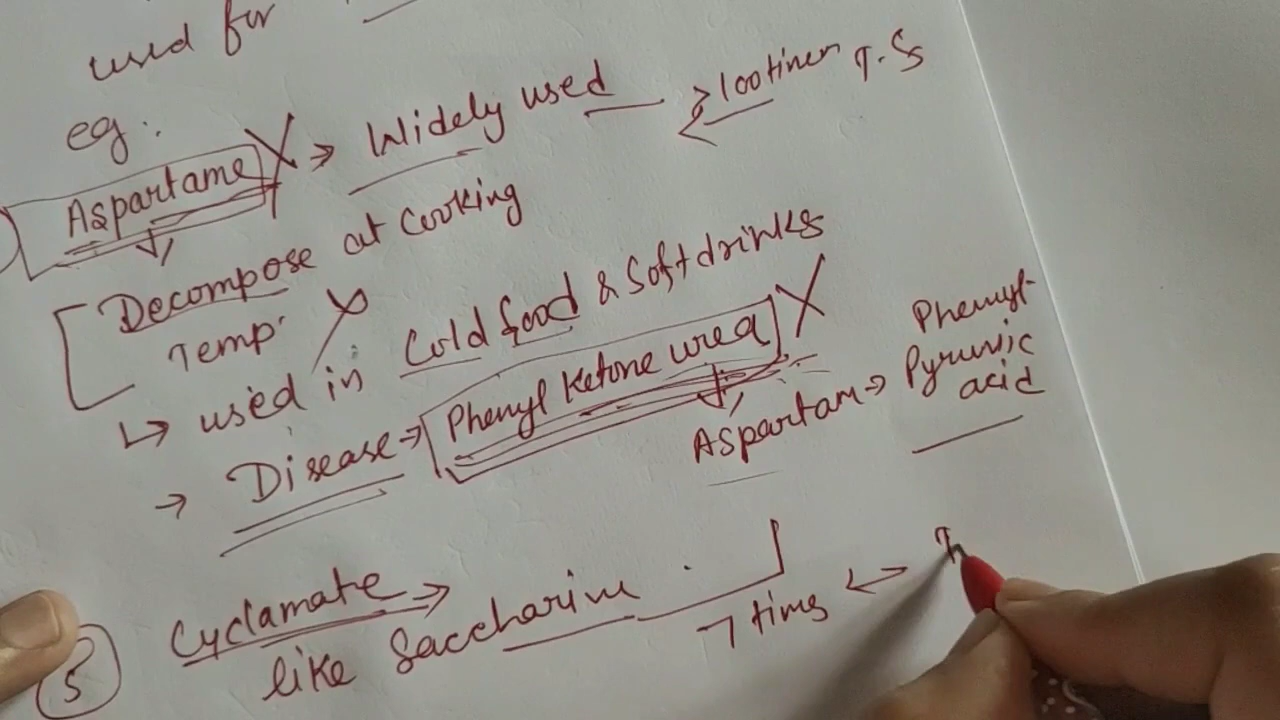 used for
eg:
Aspartame → Widely used > 100 times T.S
Decompose at Cooking
Temp.
↳ used in Cold food & Soft drinks
→ Disease → Phenyl Ketone urea
Aspartam → Phenyl-
Pyruvic
acid
5 Cyclamate →
like Saccharine
7 times ←